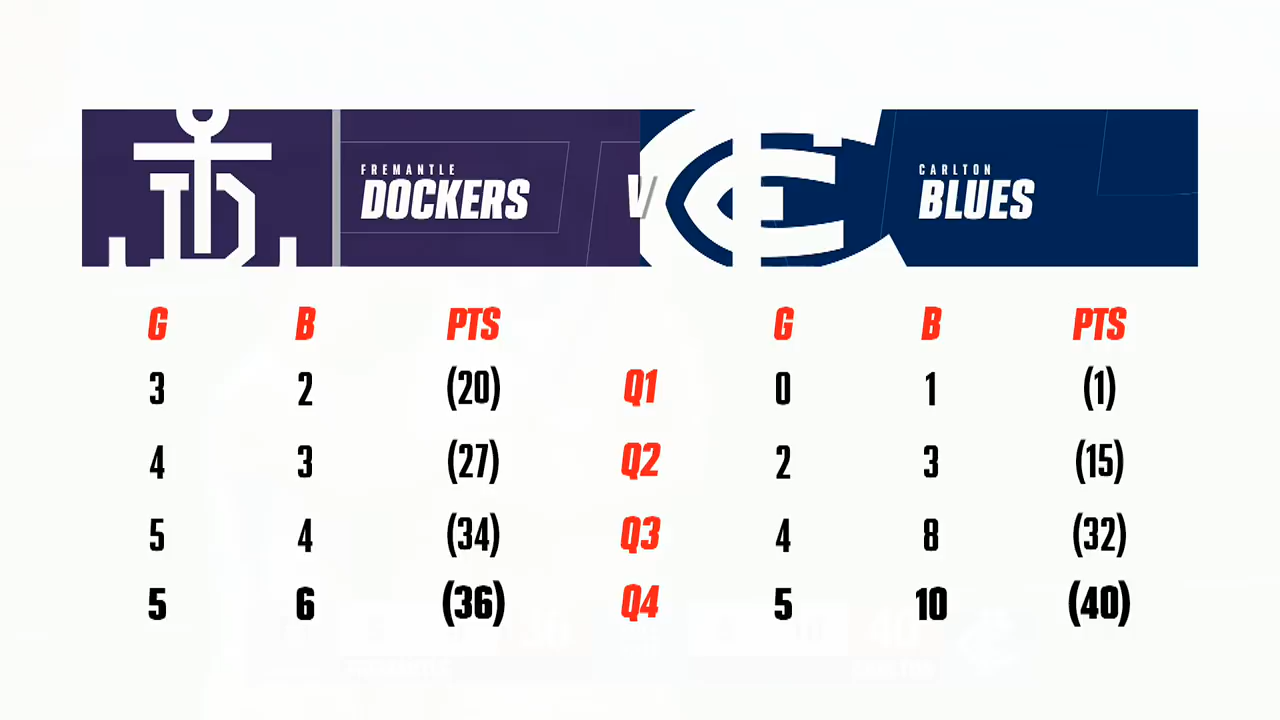 FREMANTLE
DOCKERS
V
CARLTON
BLUES
G B PTS G B PTS
3 2 (20) Q1 0 1 (1)
4 3 (27) Q2 2 3 (15)
5 4 (34) Q3 4 8 (32)
5 6 (36) Q4 5 10 (40)